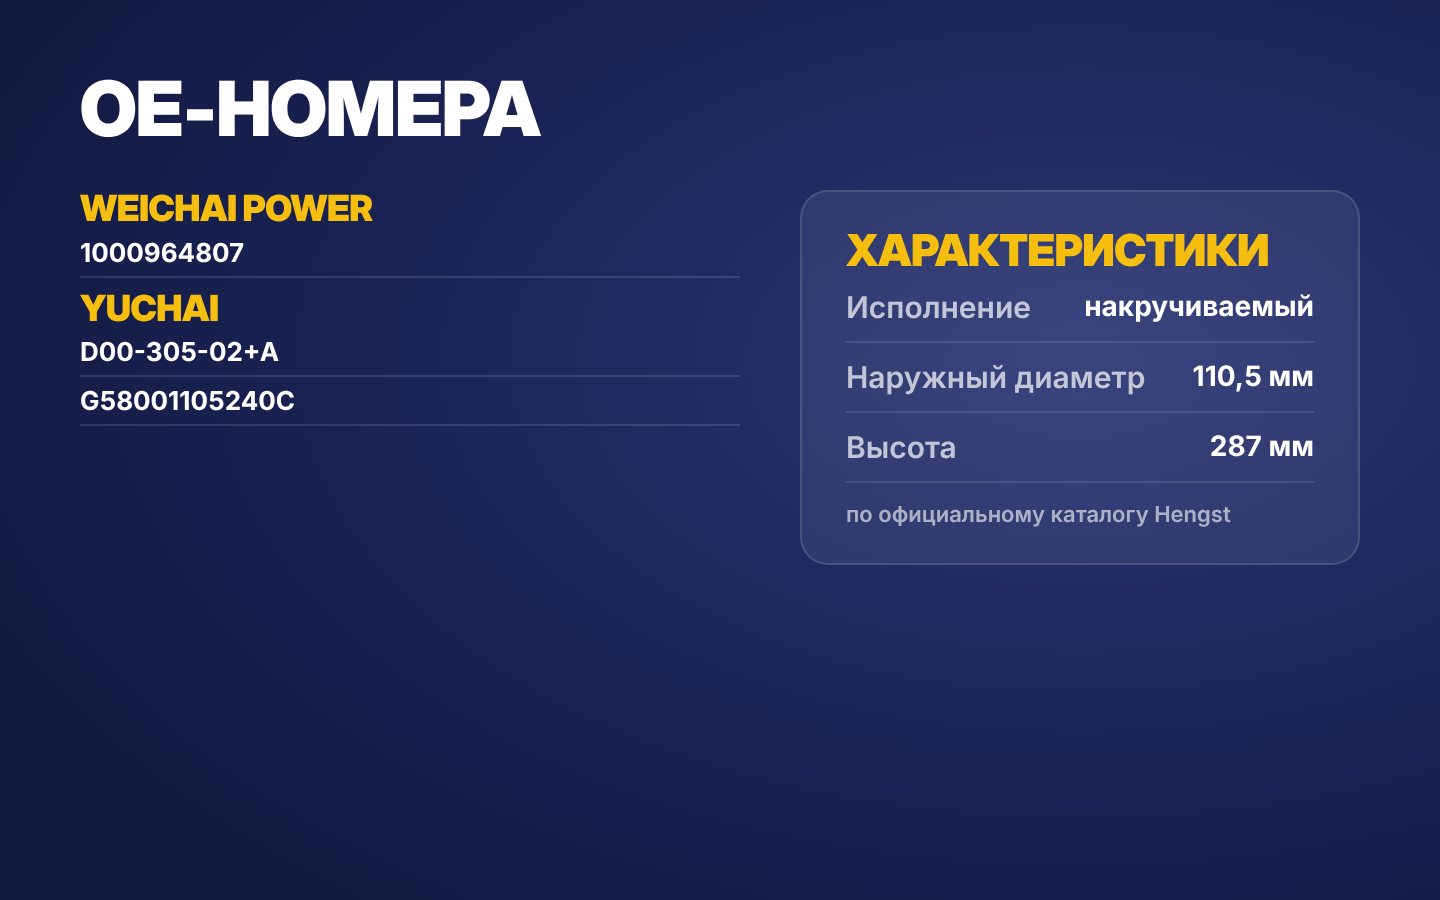 ОЕ-НОМЕРА
WEICHAI POWER
1000964807
YUCHAI
D00-305-02+A
G58001105240C
ХАРАКТЕРИСТИКИ
Исполнение накручиваемый
Наружный диаметр 110,5 мм
Высота 287 мм
по официальному каталогу Hengst